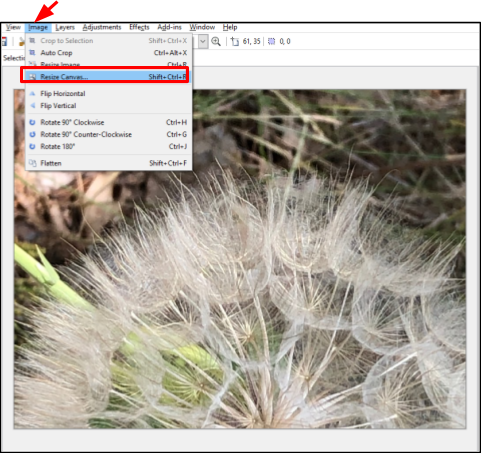 View Image Layers Adjustments Effects Add-ins Window Help
61, 35 0, 0
Crop to Selection Shift+Ctrl+X
Auto Crop Ctrl+Alt+X
Resize Image Ctrl+R
Resize Canvas... Shift+Ctrl+R
Flip Horizontal
Flip Vertical
Rotate 90° Clockwise Ctrl+H
Rotate 90° Counter-Clockwise Ctrl+G
Rotate 180° Ctrl+J
Flatten Shift+Ctrl+F